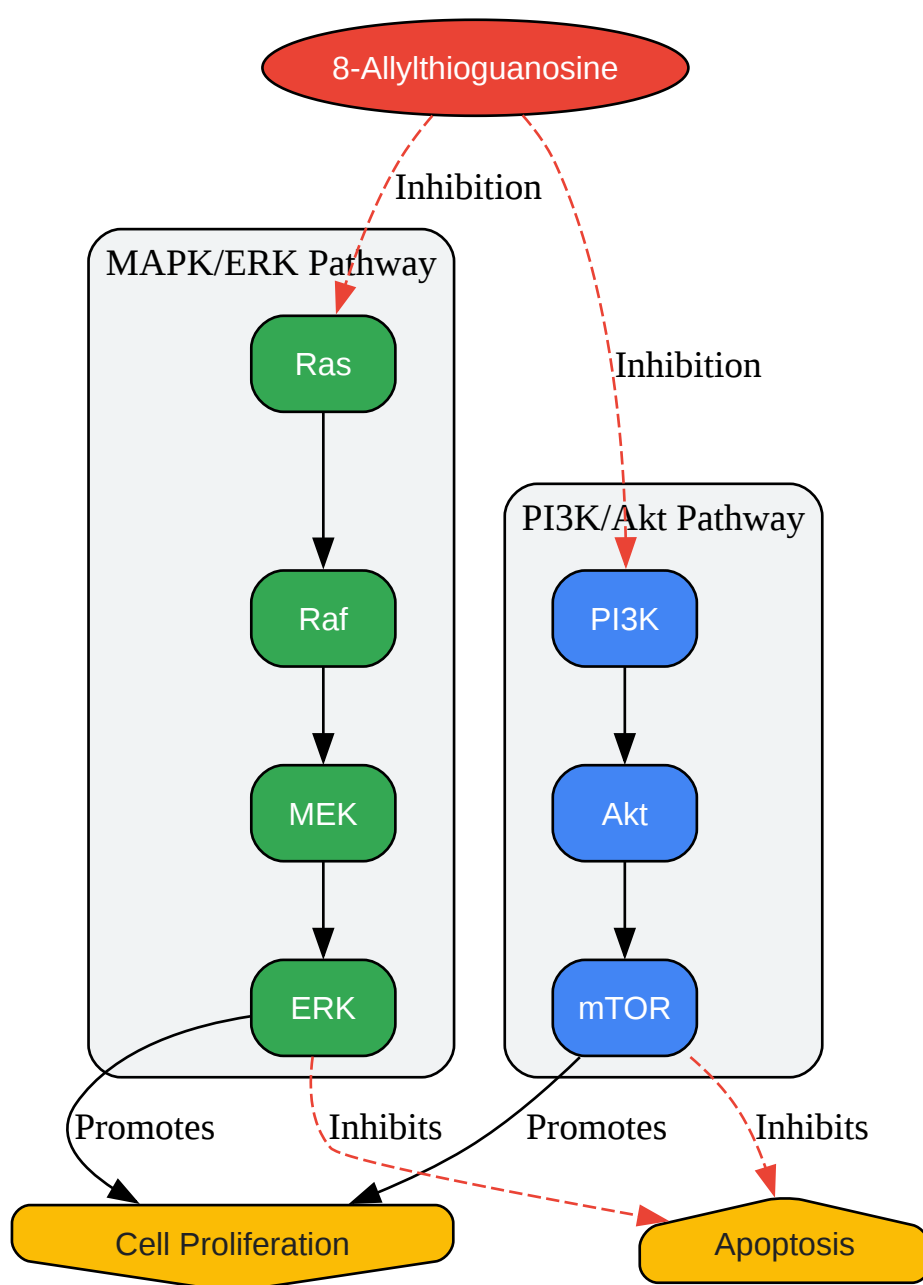 8-Allylthioguanosine
Inhibition
MAPK/ERK Pathway
Ras
Inhibition
PI3K/Akt Pathway
Raf
PI3K
MEK
Akt
ERK
mTOR
Promotes
Inhibits
Promotes
Inhibits
Cell Proliferation
Apoptosis